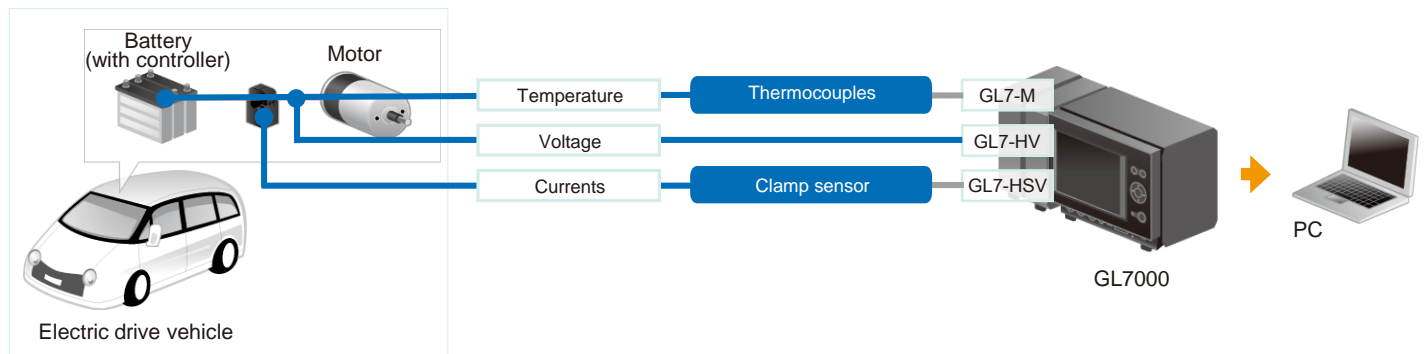 Battery
(with controller)
Motor
Temperature
Thermocouples
GL7-M
Voltage
GL7-HV
Currents
Clamp sensor
GL7-HSV
PC
GL7000
Electric drive vehicle